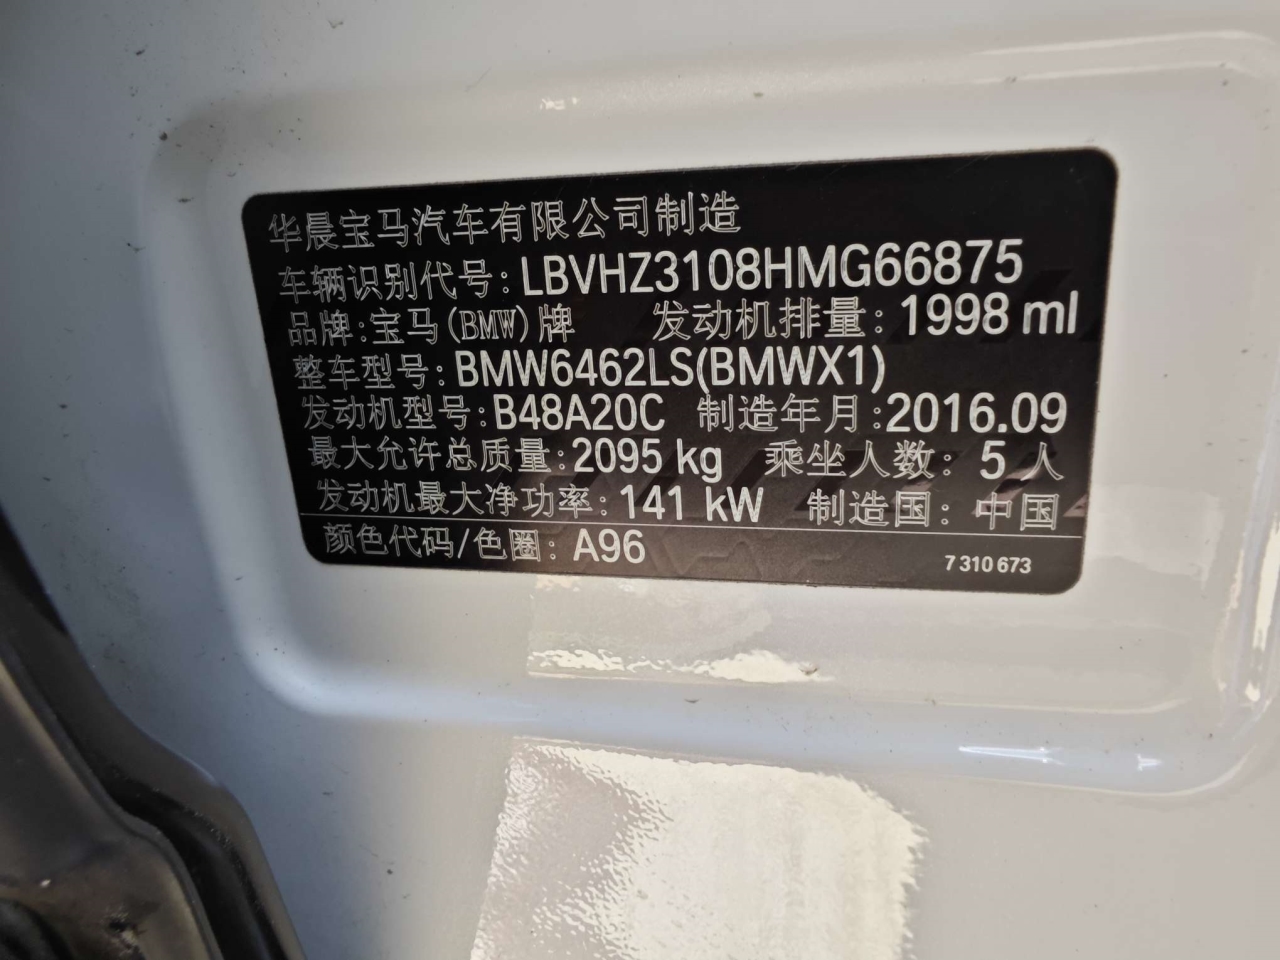 华晨宝马汽车有限公司制造
车辆识别代号: LBVHZ3108HMG66875
品牌:宝马(BMW)牌 发动机排量: 1998 ml
整车型号: BMW6462LS(BMWX1)
发动机型号: B48A20C 制造年月:2016.09
最大允许总质量:2095 kg 乘坐人数: 5 人
发动机最大净功率: 141 kW 制造国: 中国
颜色代码/色圈: A96
7 310 673